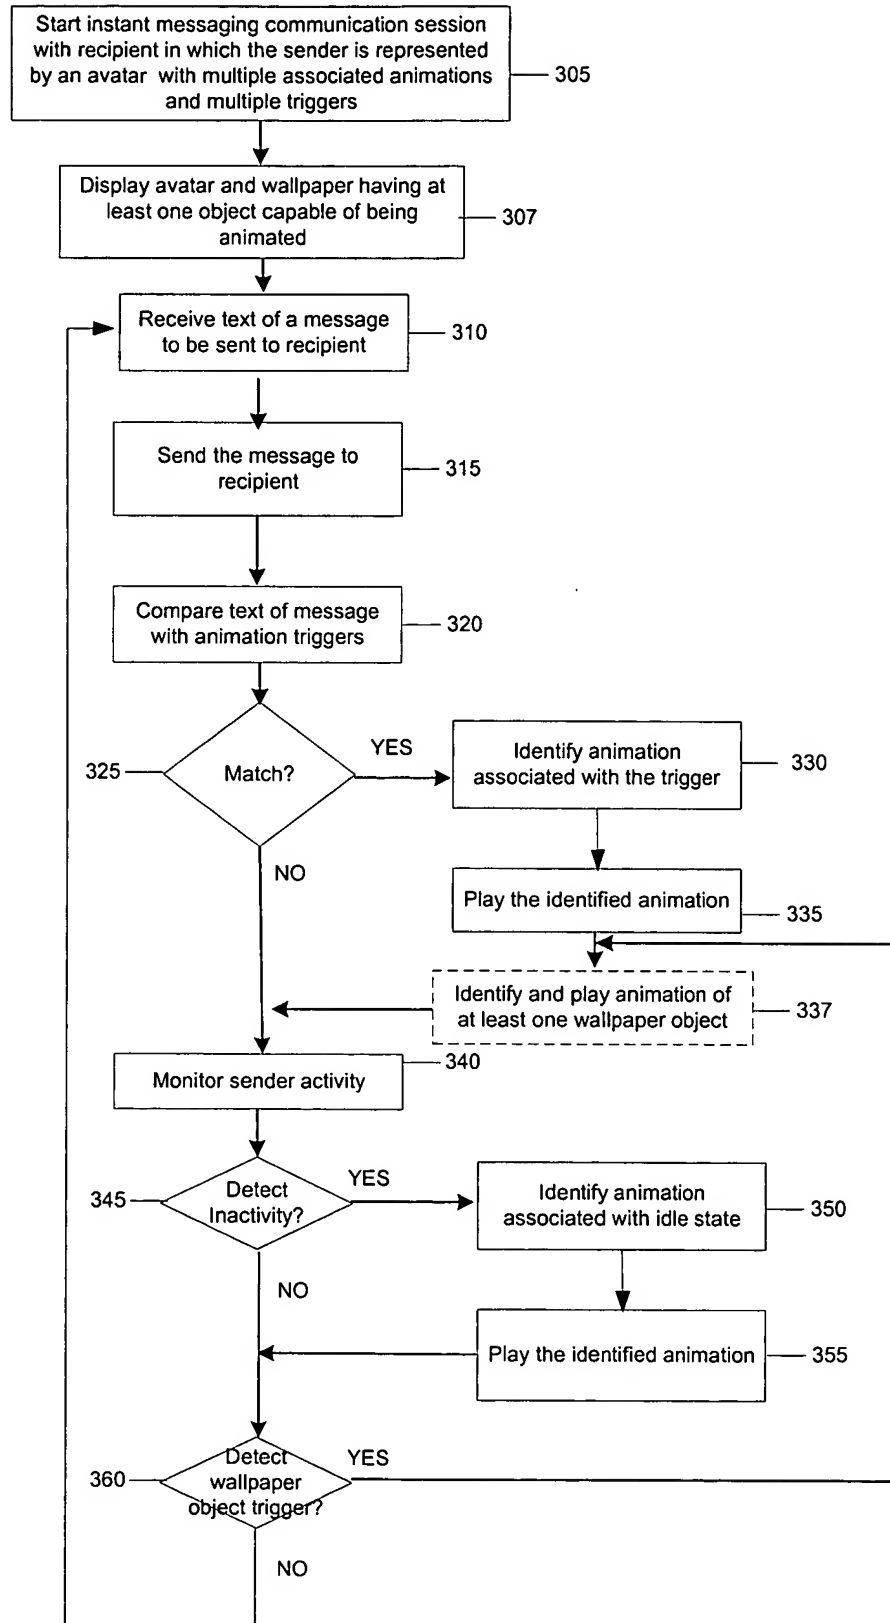 Start instant messaging communication session
with recipient in which the sender is represented
by an avatar with multiple associated animations
and multiple triggers
305
Display avatar and wallpaper having at
least one object capable of being
animated
307
Receive text of a message
to be sent to recipient
310
Send the message to
recipient
315
Compare text of message
with animation triggers
320
325
Match?
YES
Identify animation
associated with the trigger
330
NO
Play the identified animation
335
Identify and play animation of
at least one wallpaper object
337
340
Monitor sender activity
345
Detect
Inactivity?
YES
Identify animation
associated with idle state
350
NO
Play the identified animation
355
360
Detect
wallpaper
object trigger?
YES
NO